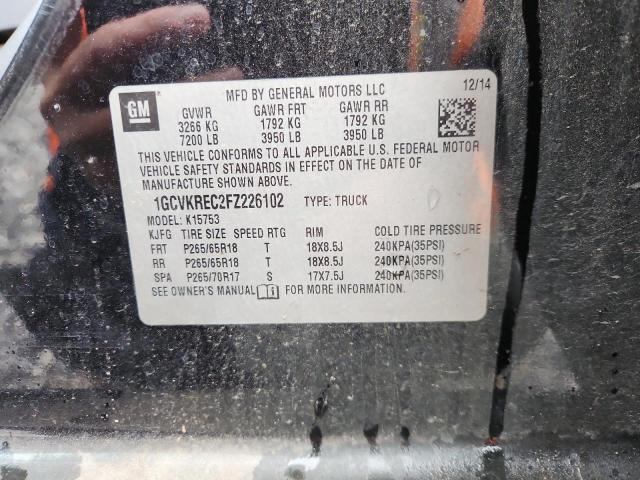 GM
MFD BY GENERAL MOTORS LLC 12/14
GVWR GAWR FRT GAWR RR
3266 KG 1792 KG 1792 KG
7200 LB 3950 LB 3950 LB
THIS VEHICLE CONFORMS TO ALL APPLICABLE U.S. FEDERAL MOTOR
VEHICLE SAFETY STANDARDS IN EFFECT ON THE DATE OF
MANUFACTURE SHOWN ABOVE.
1GCVKREC2FZ226102 TYPE: TRUCK
MODEL: K15753
KJFG TIRE SIZE SPEED RTG RIM COLD TIRE PRESSURE
FRT P265/65R18 T 18X8.5J 240KPA(35PSI)
RR P265/65R18 T 18X8.5J 240KPA(35PSI)
SPA P265/70R17 S 17X7.5J 240KPA(35PSI)
SEE OWNER'S MANUAL FOR MORE INFORMATION.